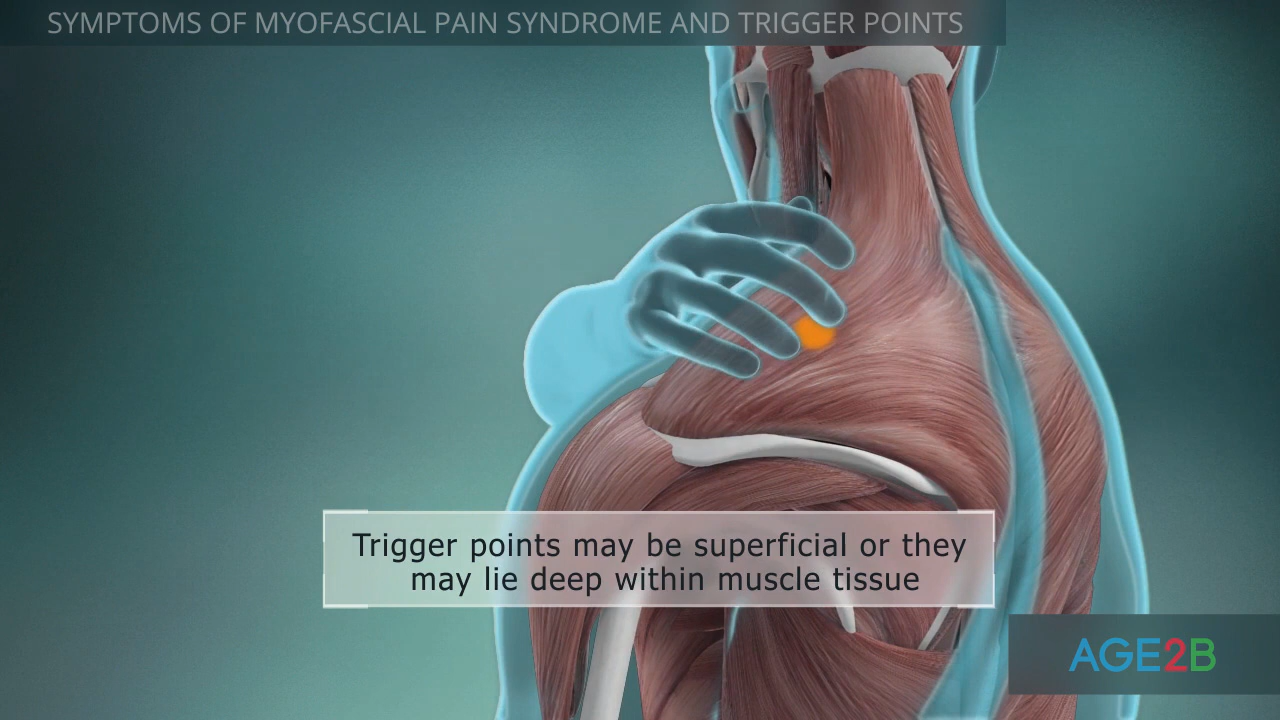 SYMPTOMS OF MYOFASCIAL PAIN SYNDROME AND TRIGGER POINTS
Trigger points may be superficial or they
may lie deep within muscle tissue
AGE2B